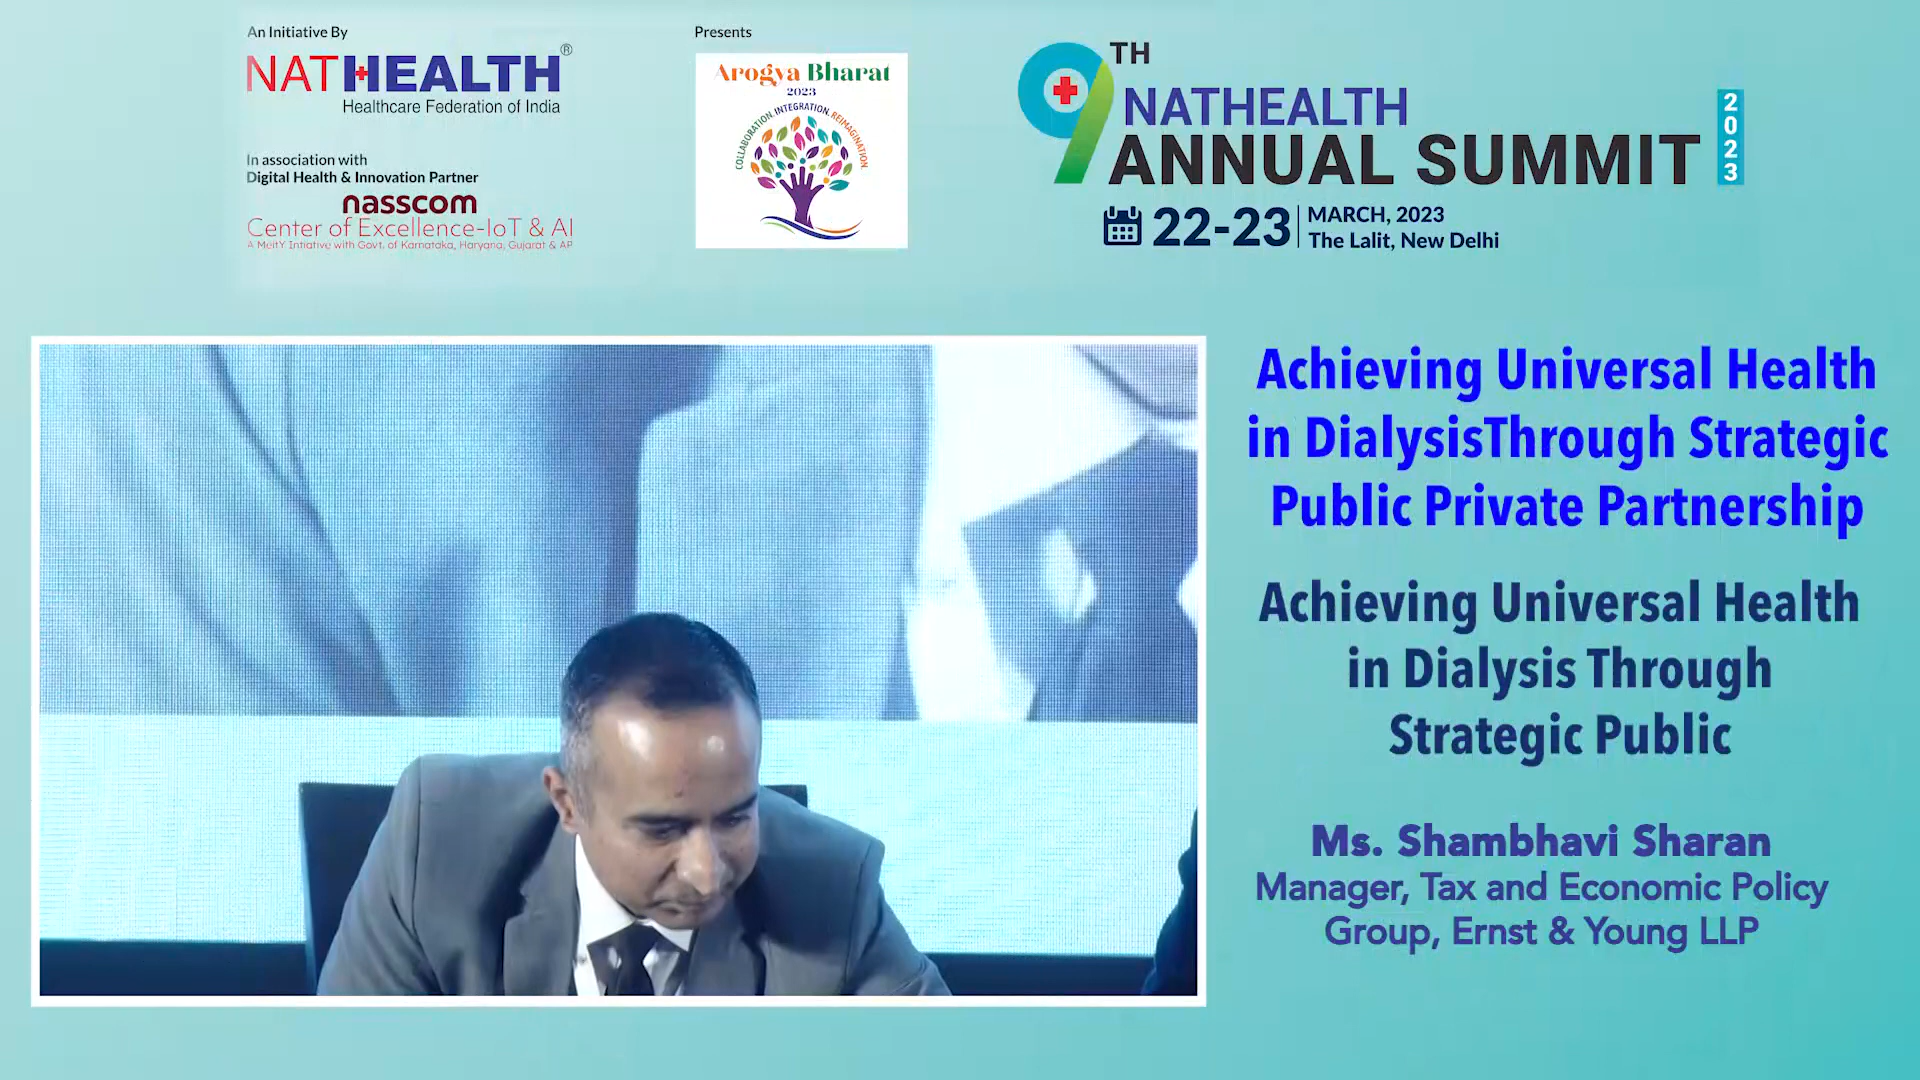 An Initiative By
NATHEALTH®
Healthcare Federation of India
In association with
Digital Health & Innovation Partner
nasscom
Center of Excellence-IoT & AI
A MeitY Intiative with Govt. of Karnataka, Haryana, Gujarat & AP
Presents
Arogya Bharat
2023
COLLABORATION. INTEGRATION. REIMAGINATION.
9TH
NATHEALTH
ANNUAL SUMMIT
2023
22-23
MARCH, 2023
The Lalit, New Delhi
Achieving Universal Health
in DialysisThrough Strategic
Public Private Partnership
Achieving Universal Health
in Dialysis Through
Strategic Public
Ms. Shambhavi Sharan
Manager, Tax and Economic Policy
Group, Ernst & Young LLP